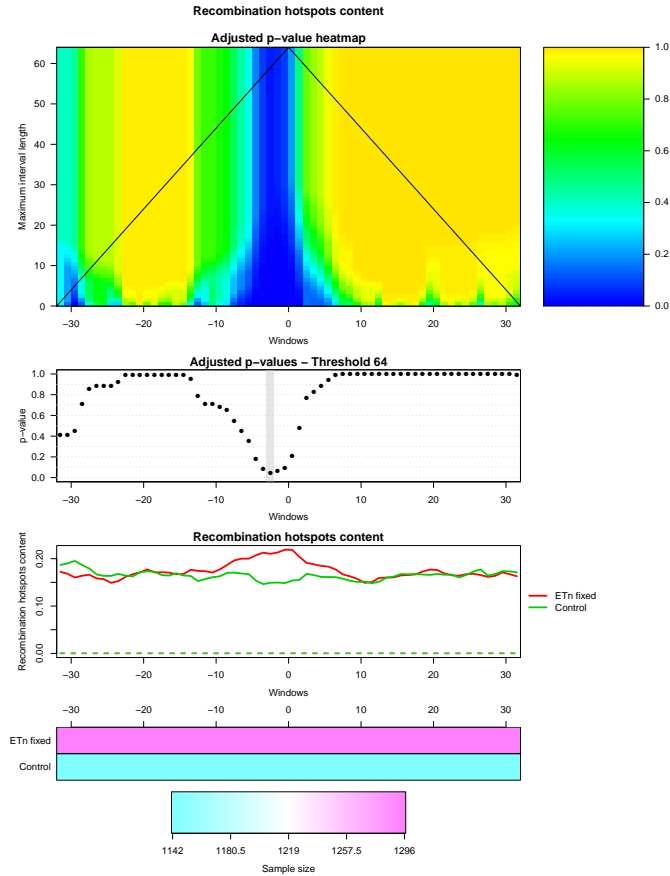 Recombination hotspots content
Adjusted p-value heatmap
Maximum interval length
60
50
40
30
20
10
0
1.0
0.8
0.6
0.4
0.2
0.0
−30 −20 −10 0 10 20 30
Windows
Adjusted p-values − Threshold 64
p-value
1.0
0.8
0.6
0.4
0.2
0.0
−30 −20 −10 0 10 20 30
Windows
Recombination hotspots content
Recombination hotspots content
0.20
0.10
0.00
ETn fixed
Control
−30 −20 −10 0 10 20 30
Windows
−30 −20 −10 0 10 20 30
ETn fixed
Control
1142 1180.5 1219 1257.5 1296
Sample size